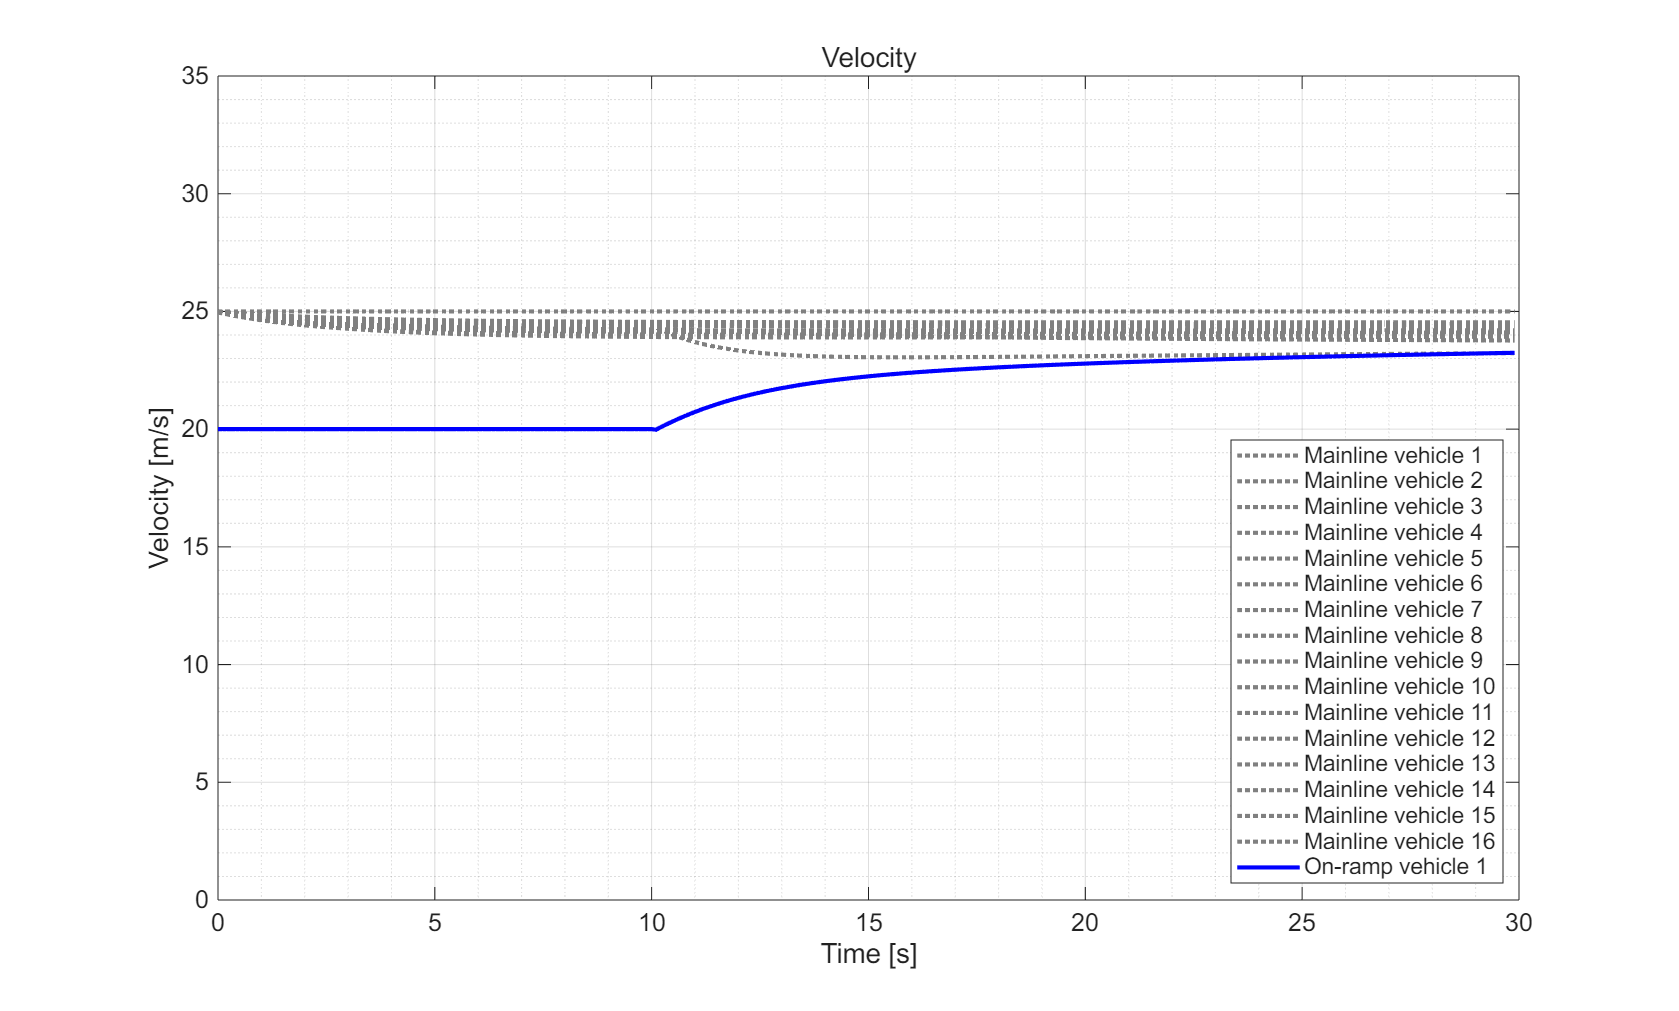 Velocity
35
30
25
20
15
10
5
0
Velocity [m/s]
0 5 10 15 20 25 30
Time [s]
Mainline vehicle 1
Mainline vehicle 2
Mainline vehicle 3
Mainline vehicle 4
Mainline vehicle 5
Mainline vehicle 6
Mainline vehicle 7
Mainline vehicle 8
Mainline vehicle 9
Mainline vehicle 10
Mainline vehicle 11
Mainline vehicle 12
Mainline vehicle 13
Mainline vehicle 14
Mainline vehicle 15
Mainline vehicle 16
On-ramp vehicle 1